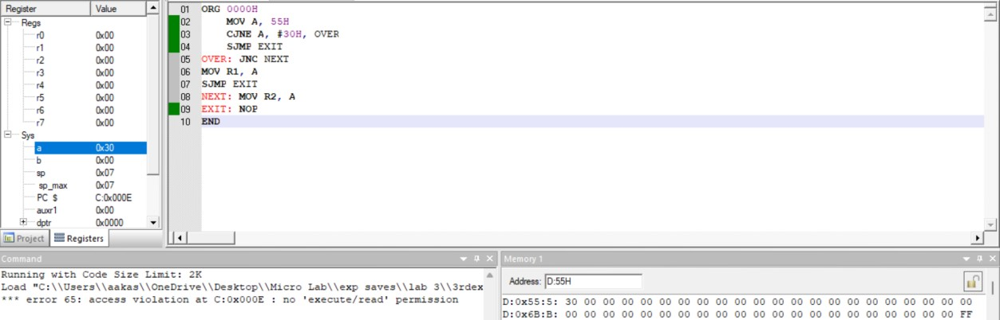 Register Value
Regs
r0 0x00
r1 0x00
r2 0x00
r3 0x00
r4 0x00
r5 0x00
r6 0x00
r7 0x00
Sys
a 0x30
b 0x00
sp 0x07
sp_max 0x07
PC $ C:0x000E
auxr1 0x00
dptr 0x0000
Project Registers
01 ORG 0000H
02 MOV A, 55H
03 CJNE A, #30H, OVER
04 SJMP EXIT
05 OVER: JNC NEXT
06 MOV R1, A
07 SJMP EXIT
08 NEXT: MOV R2, A
09 EXIT: NOP
10 END
Command
Running with Code Size Limit: 2K
Load "C:\\Users\\aakas\\OneDrive\\Desktop\\Micro Lab\\exp saves\\lab 3\\3rdex
*** error 65: access violation at C:0x000E : no 'execute/read' permission
Memory 1
Address: D:55H
D:0x55:5: 30 00 00 00 00 00 00 00 00 00 00 00 00 00 00 00 00 00 00 00 00 00
D:0x6B:B: 00 00 00 00 00 00 00 00 00 00 00 00 00 00 00 00 00 00 00 00 00 FF